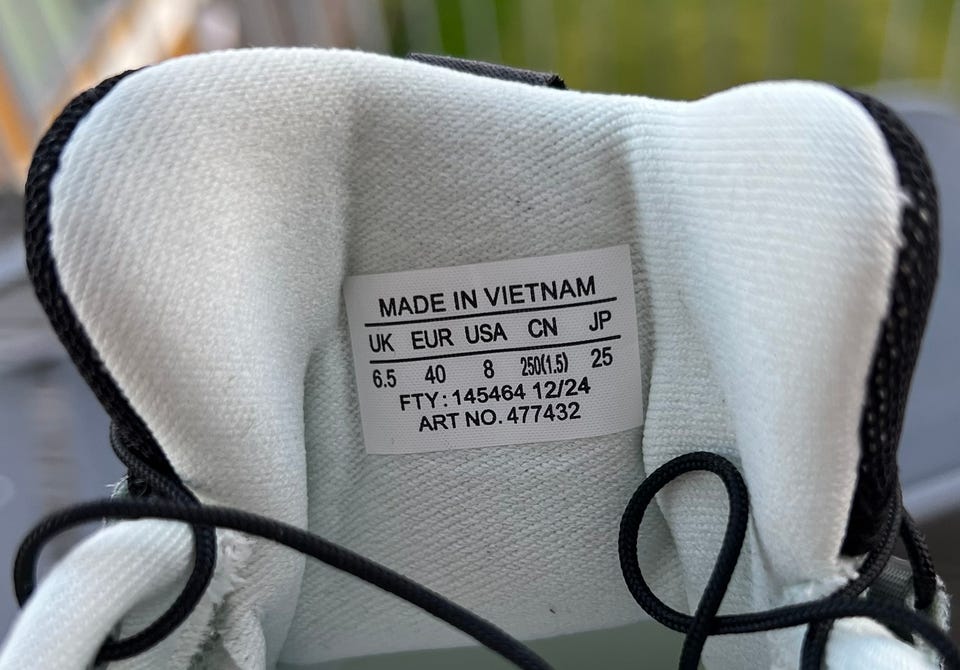 MADE IN VIETNAM
UK EUR USA CN JP
6.5 40 8 250(1.5) 25
FTY: 145464 12/24
ART NO. 477432